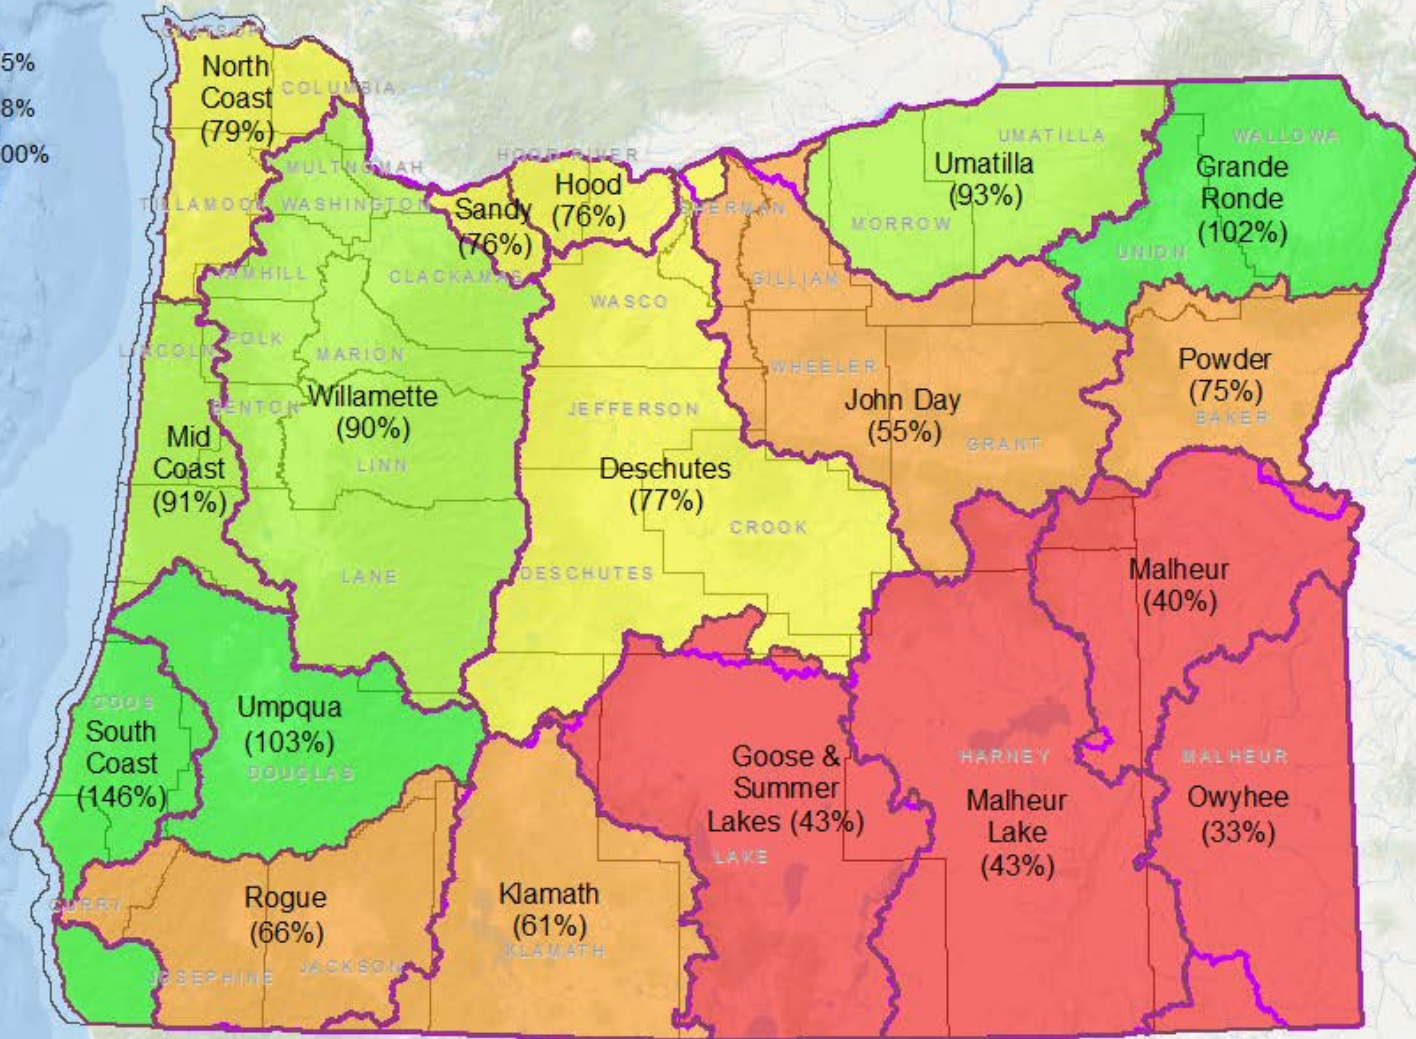 5%
8%
00%
CLATSOP
North
Coast
(79%)
COLUMBIA
TILLAMOOK
MULTNOMAH
WASHINGTON
YAMHILL
CLACKAMAS
HOOD RIVER
Sandy
(76%)
Hood
(76%)
SHERMAN
UMATILLA
Umatilla
(93%)
MORROW
WALLOWA
Grande
Ronde
(102%)
UNION
GILLIAM
WASCO
LINCOLN
POLK
MARION
BENTON
Willamette
(90%)
LINN
Mid
Coast
(91%)
JEFFERSON
WHEELER
John Day
(55%)
GRANT
Powder
(75%)
BAKER
Deschutes
(77%)
CROOK
DESCHUTES
LANE
Malheur
(40%)
COOS
South
Coast
(146%)
Umpqua
(103%)
DOUGLAS
Goose &
Summer
Lakes (43%)
LAKE
HARNEY
Malheur
Lake
(43%)
MALHEUR
Owyhee
(33%)
CURRY
Rogue
(66%)
JOSEPHINE
JACKSON
Klamath
(61%)
KLAMATH